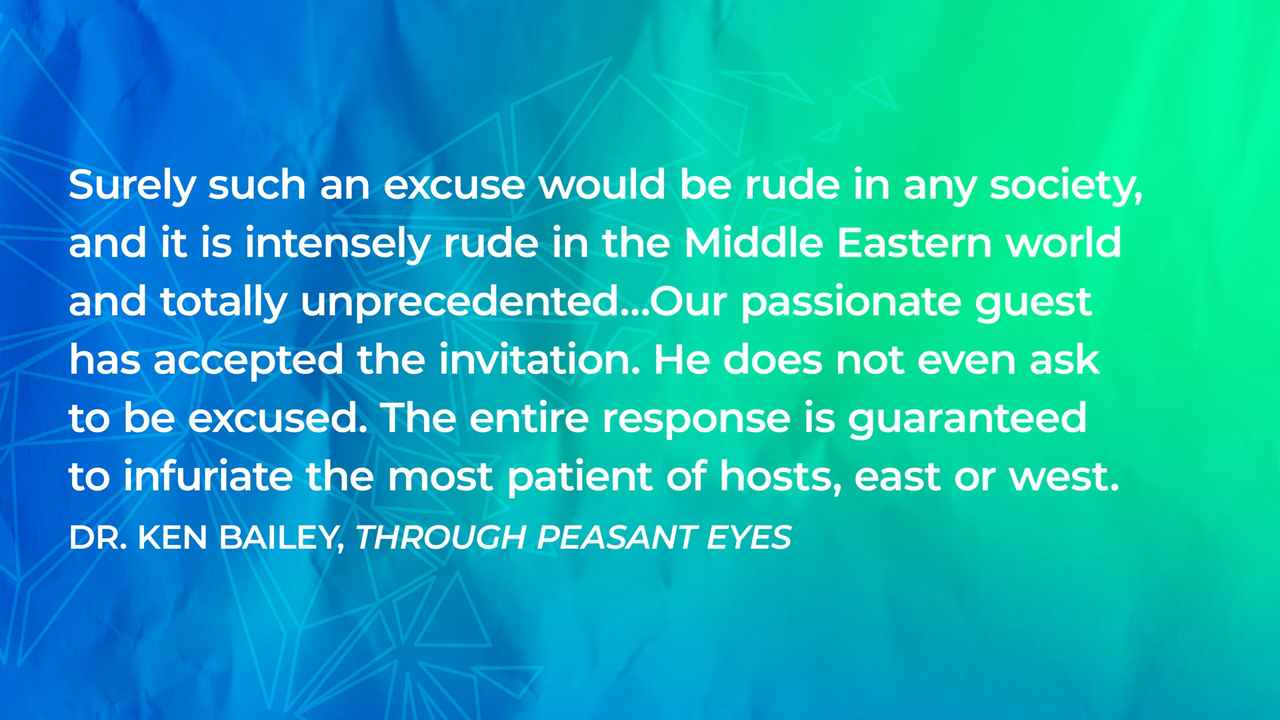 Surely such an excuse would be rude in any society,
and it is intensely rude in the Middle Eastern world
and totally unprecedented...Our passionate guest
has accepted the invitation. He does not even ask
to be excused. The entire response is guaranteed
to infuriate the most patient of hosts, east or west.
DR. KEN BAILEY, THROUGH PEASANT EYES